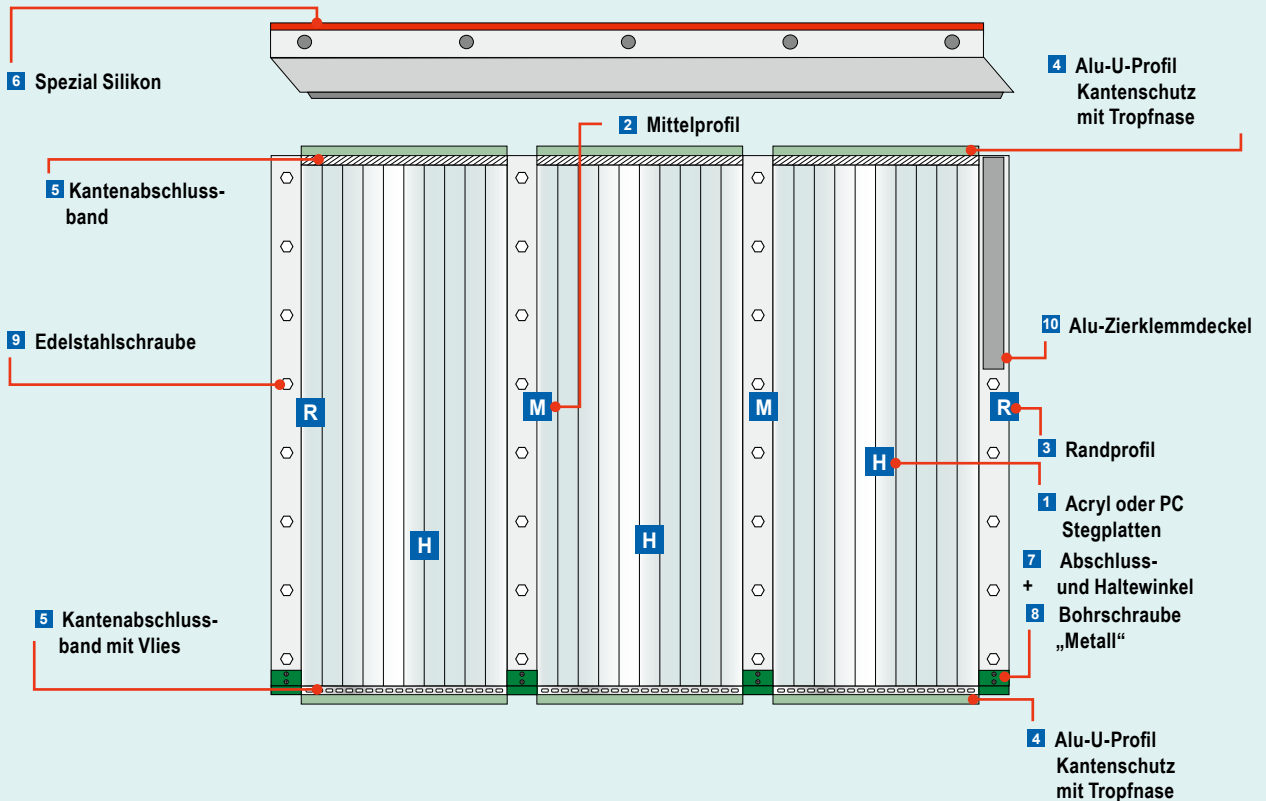 6 Spezial Silikon
4 Alu-U-Profil
Kantenschutz
mit Tropfnase
2 Mittelprofil
5 Kantenabschluss-
band
9 Edelstahlschraube
10 Alu-Zierklemmdeckel
R
M
M
R
3 Randprofil
H
1 Acryl oder PC
Stegplatten
H
H
7 Abschluss-
+ und Haltewinkel
8 Bohrschraube
„Metall“
5 Kantenabschluss-
band mit Vlies
4 Alu-U-Profil
Kantenschutz
mit Tropfnase